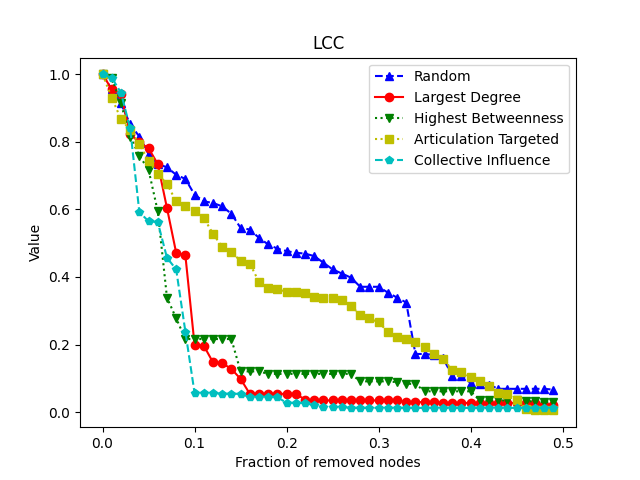 LCC
Random
Largest Degree
Highest Betweenness
Articulation Targeted
Collective Influence
Value
1.0
0.8
0.6
0.4
0.2
0.0
0.0 0.1 0.2 0.3 0.4 0.5
Fraction of removed nodes